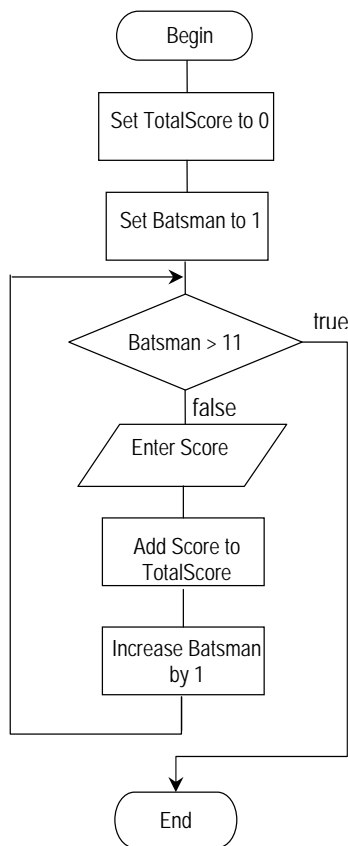 Begin
Set TotalScore to 0
Set Batsman to 1
Batsman > 11
true
false
Enter Score
Add Score to
TotalScore
Increase Batsman
by 1
End